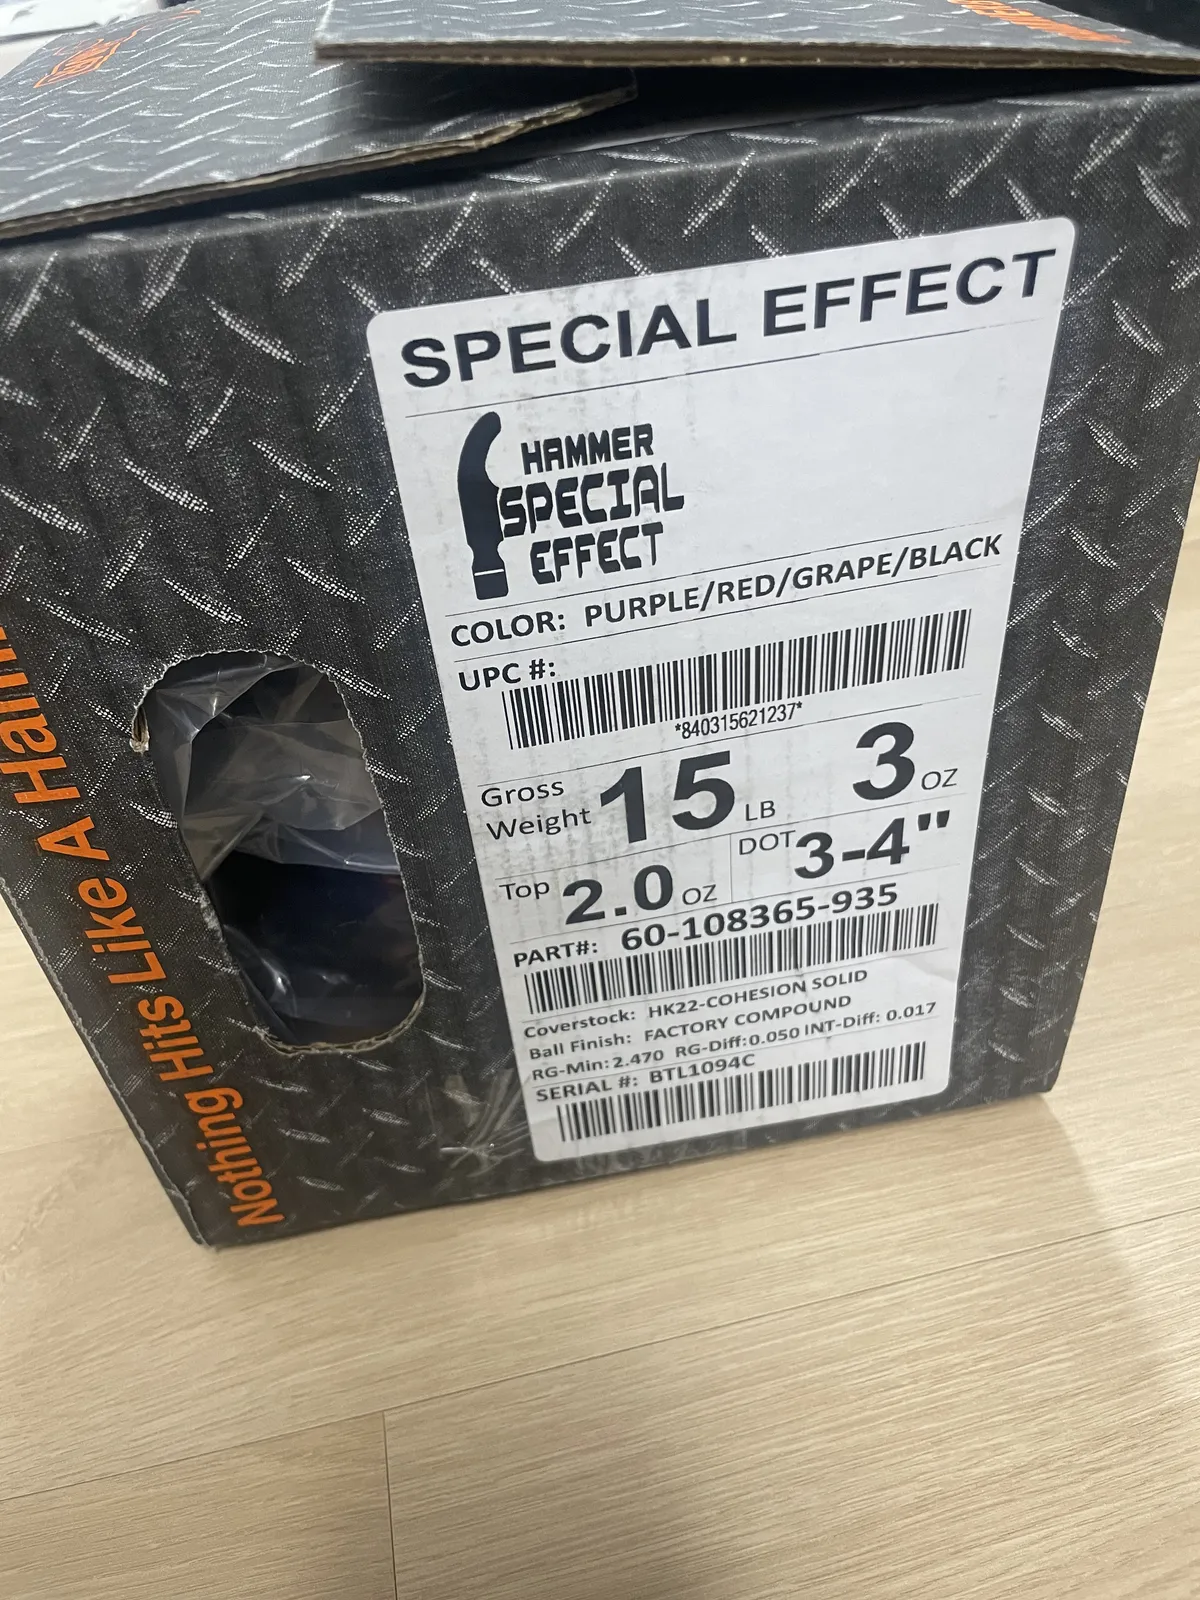 SPECIAL EFFECT
HAMMER
SPECIAL
EFFECT
COLOR: PURPLE/RED/GRAPE/BLACK
UPC #:
*840315621237*
Gross Weight 15 LB 3 OZ
Top 2.0 OZ DOT 3-4"
PART#: 60-108365-935
Coverstock: HK22-COHESION SOLID
Ball Finish: FACTORY COMPOUND
RG-Min: 2.470 RG-Diff: 0.050 INT-Diff: 0.017
SERIAL #: BTL1094C
Nothing Hits Like A Ham